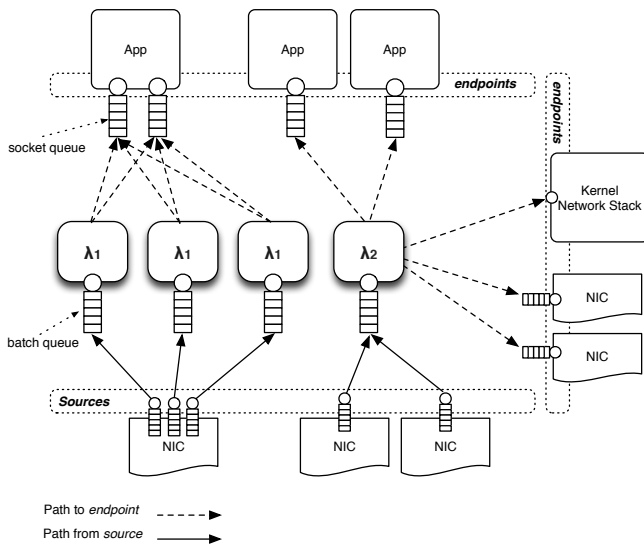 App
App
App
endpoints
endpoints
socket queue
Kernel
Network Stack
λ1
λ1
λ1
λ2
NIC
batch queue
NIC
Sources
NIC
NIC
NIC
Path to endpoint
Path from source